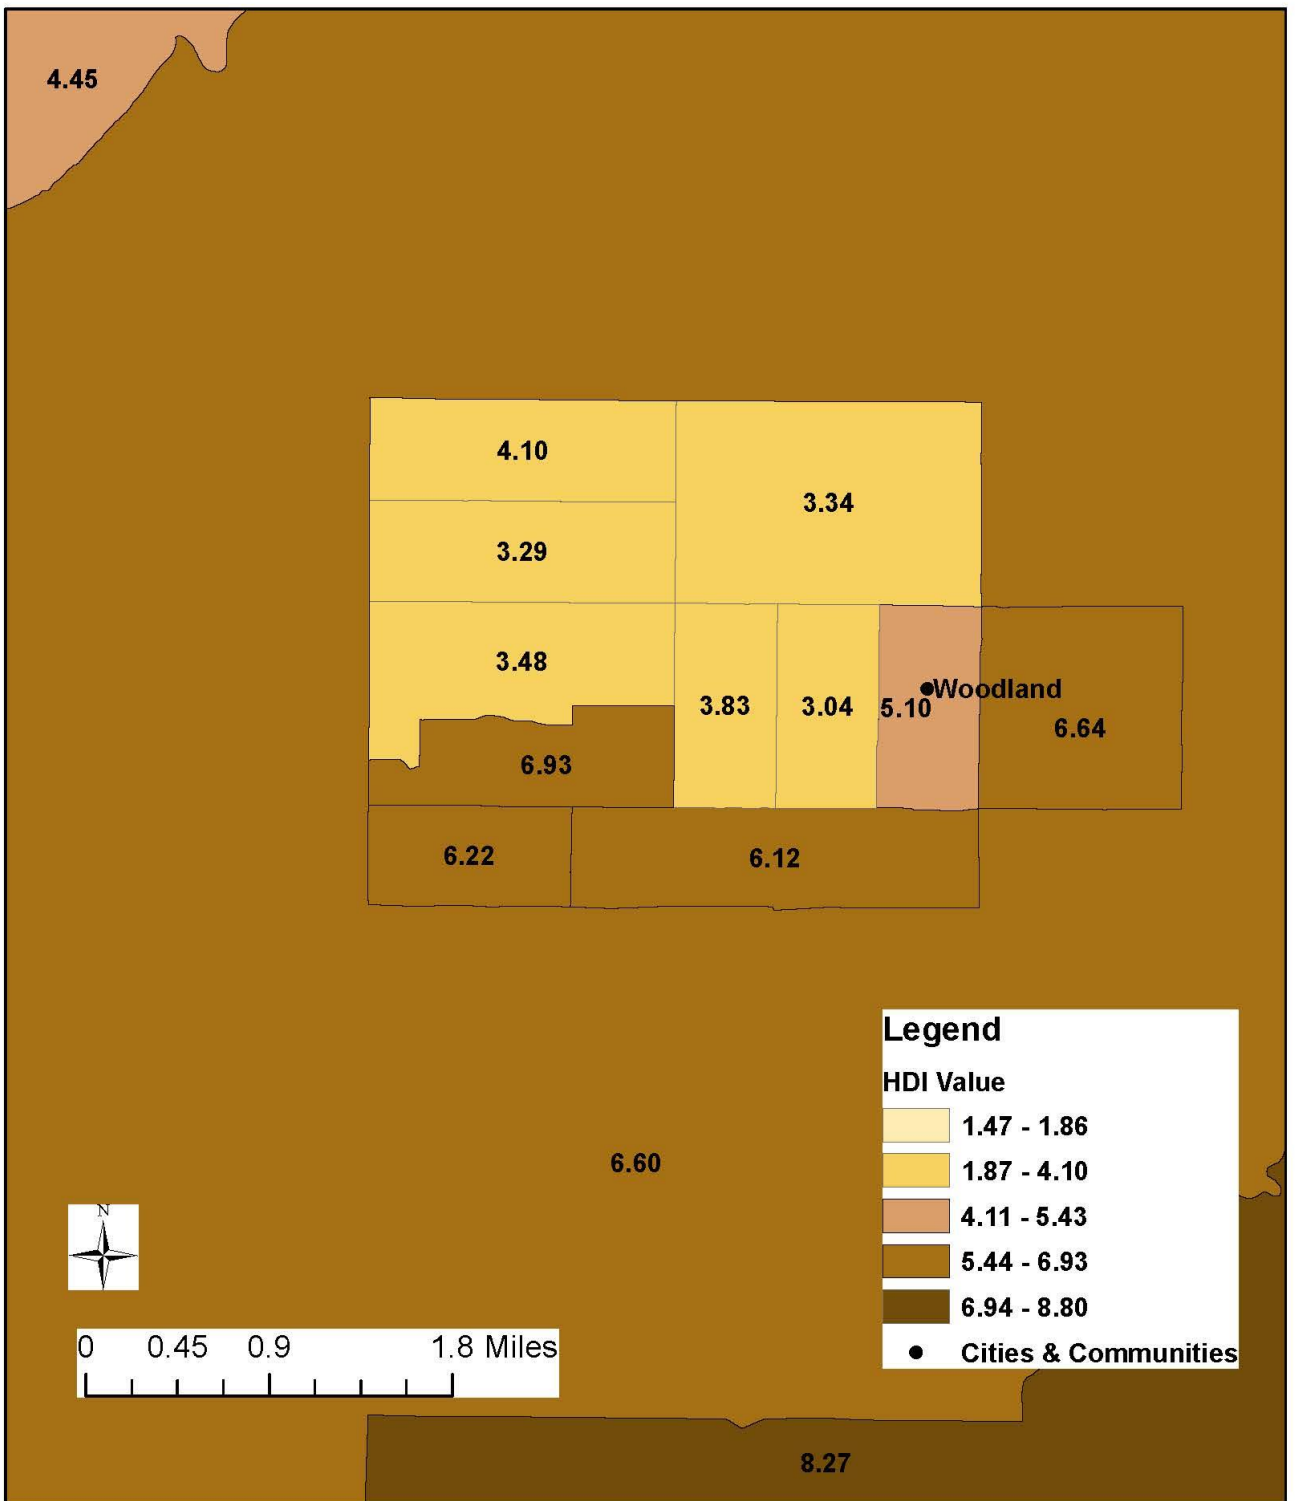 4.45
4.10
3.34
3.29
3.48
Woodland
3.83
3.04
5.10
6.64
6.93
6.22
6.12
6.60
8.27
Legend
HDI Value
1.47 - 1.86
1.87 - 4.10
4.11 - 5.43
5.44 - 6.93
6.94 - 8.80
Cities & Communities
N
0 0.45 0.9 1.8 Miles